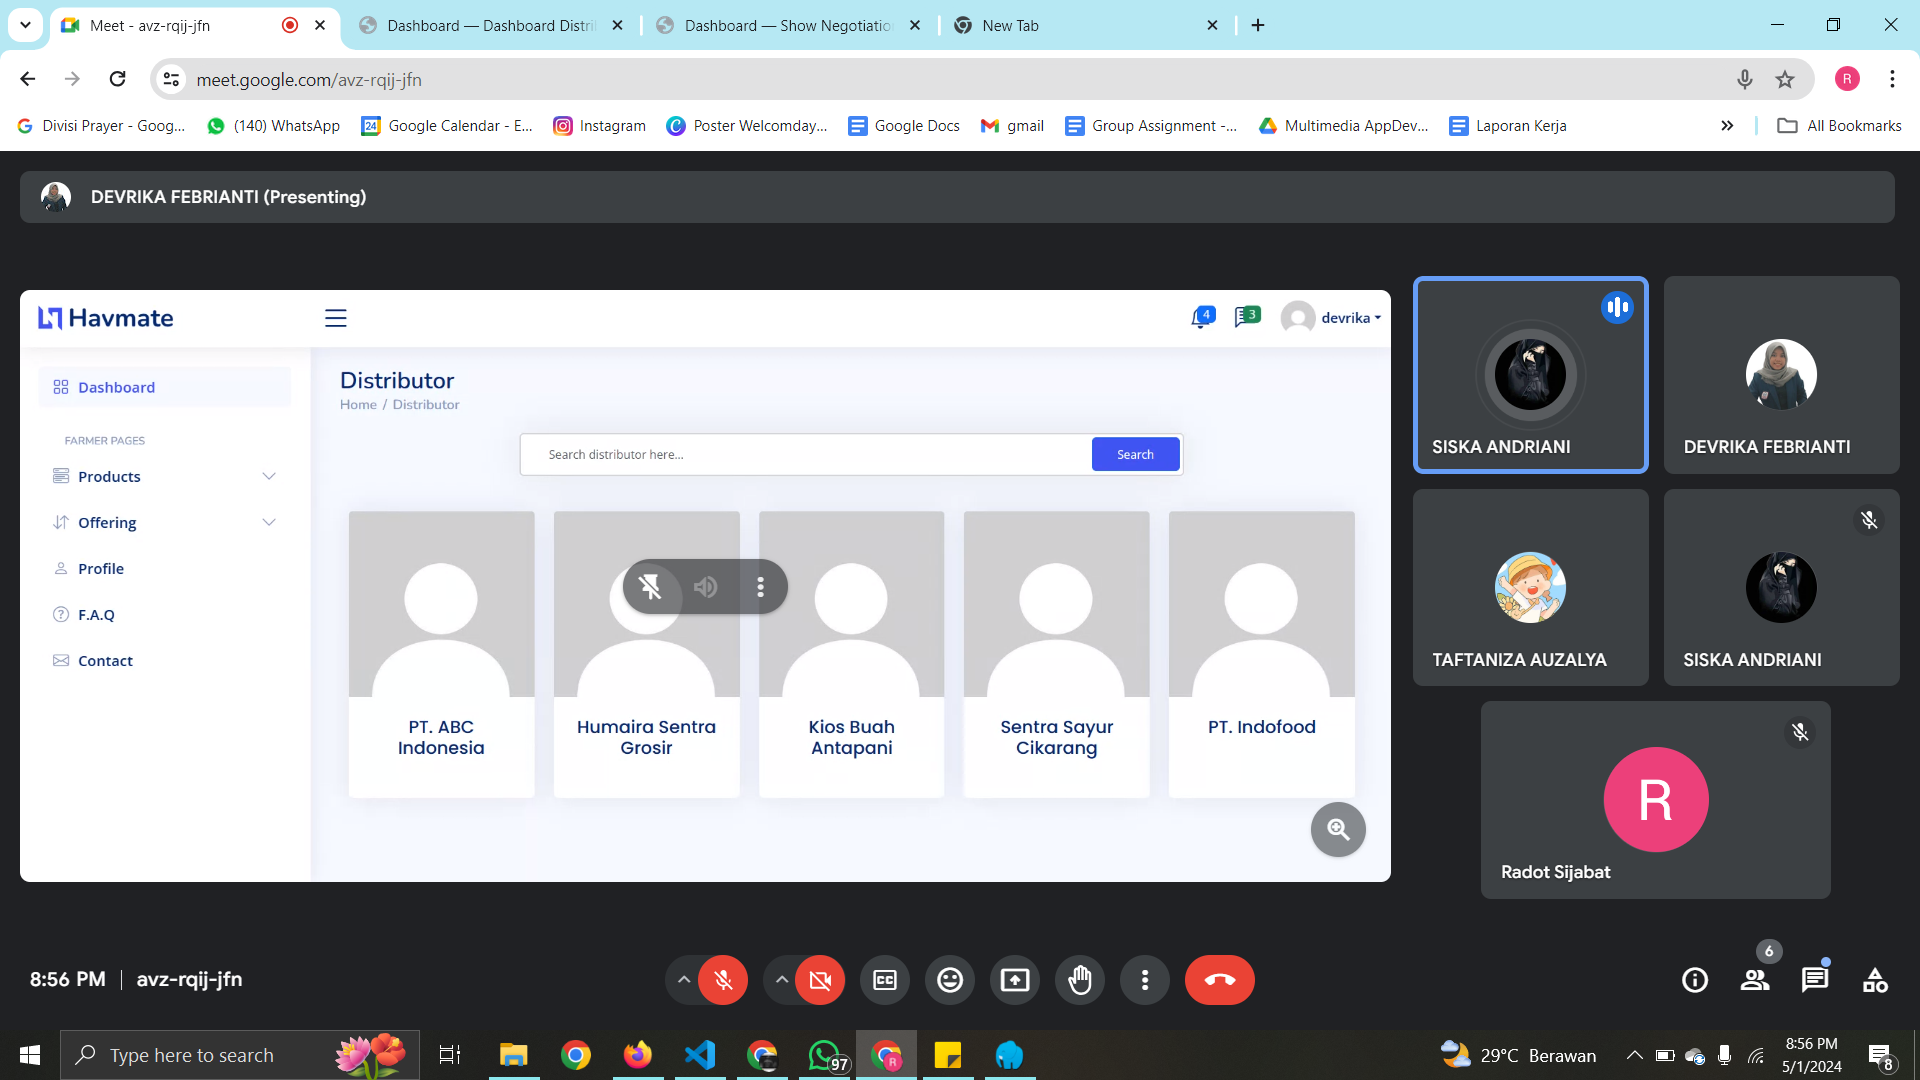 Meet - avz-rqij-jfn
Dashboard — Dashboard Distri
Dashboard — Show Negotiatio
New Tab
meet.google.com/avz-rqij-jfn
R
Divisi Prayer - Goog...
(140) WhatsApp
24
Google Calendar - E...
Instagram
Poster Welcomday...
Google Docs
gmail
Group Assignment -...
Multimedia AppDev...
Laporan Kerja
All Bookmarks
DEVRIKA FEBRIANTI (Presenting)
Havmate
4
3
devrika
Dashboard
FARMER PAGES
Products
Offering
Profile
F.A.Q
Contact
Distributor
Home / Distributor
Search distributor here...
Search
PT. ABC
Indonesia
Humaira Sentra
Grosir
Kios Buah
Antapani
Sentra Sayur
Cikarang
PT. Indofood
SISKA ANDRIANI
DEVRIKA FEBRIANTI
TAFTANIZA AUZALYA
SISKA ANDRIANI
R
Radot Sijabat
8:56 PM
avz-rqij-jfn
6
Type here to search
97
R
29°C Berawan
8:56 PM
5/1/2024
8